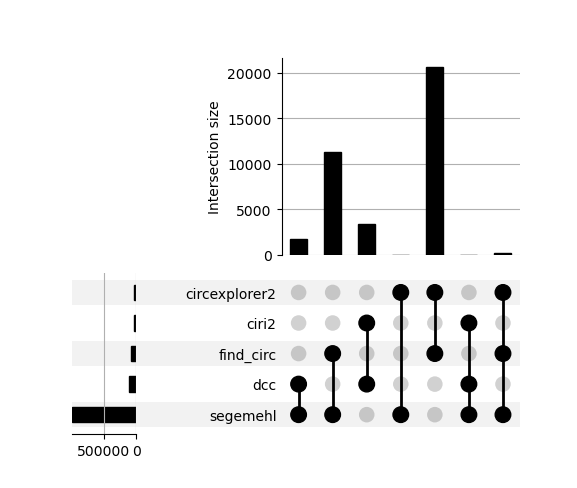 20000
15000
10000
5000
0
Intersection size
circexplorer2
ciri2
find_circ
dcc
segemehl
500000 0